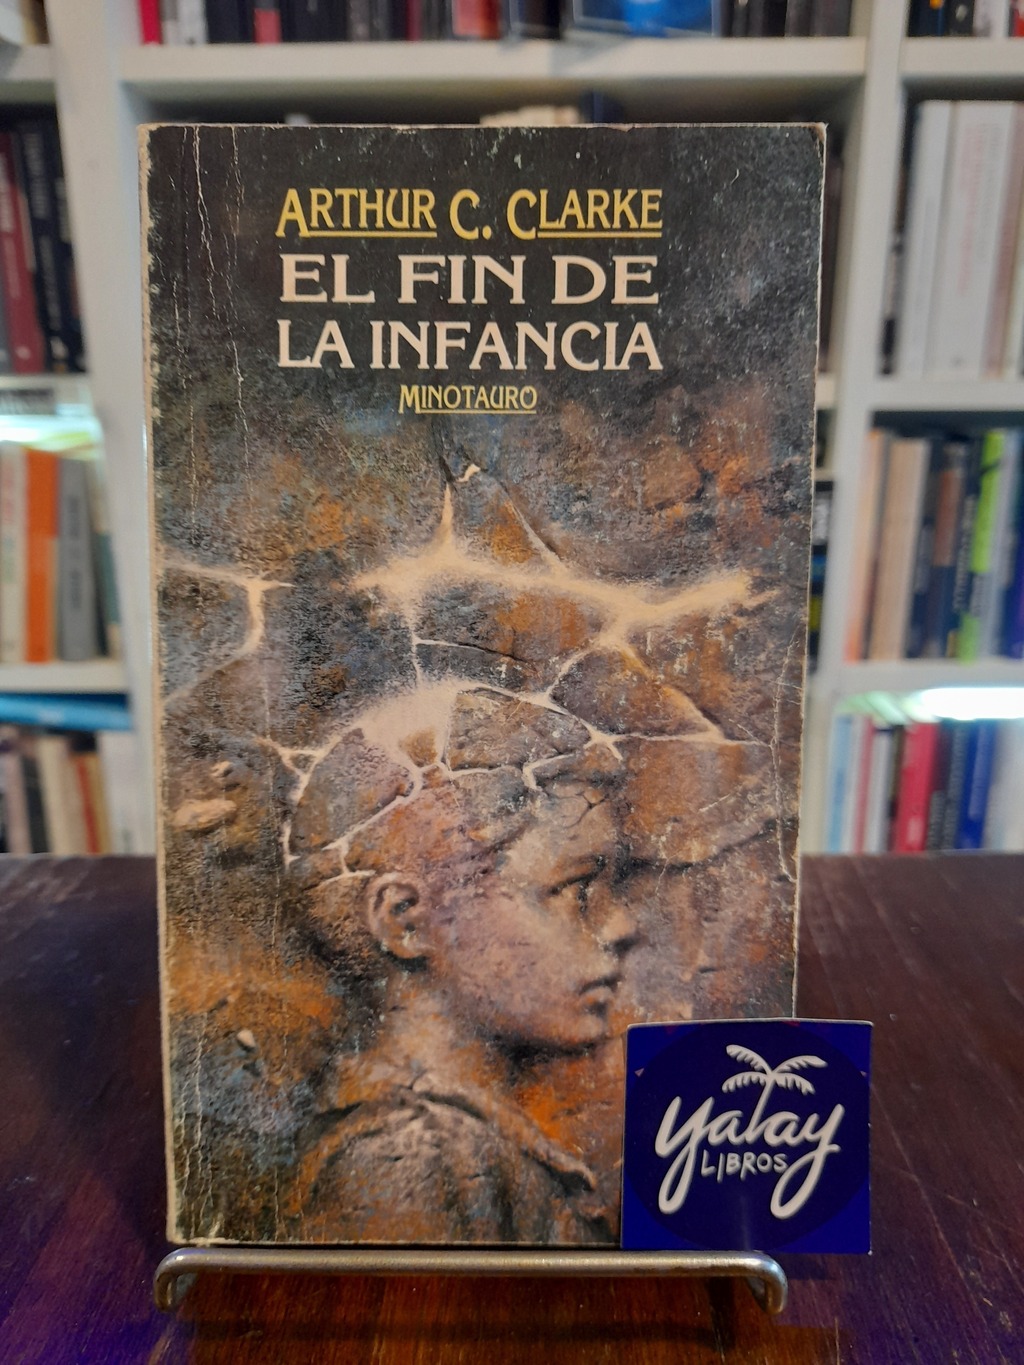 ARTHUR C. CLARKE
EL FIN DE
LA INFANCIA
MINOTAURO
yatay
LIBROS